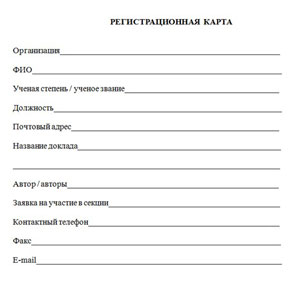 РЕГИСТРАЦИОННАЯ КАРТА
Организация
ФИО
Ученая степень / ученое звание
Должность
Почтовый адрес
Название доклада
Автор / авторы
Заявка на участие в секции
Контактный телефон
Факс
E-mail